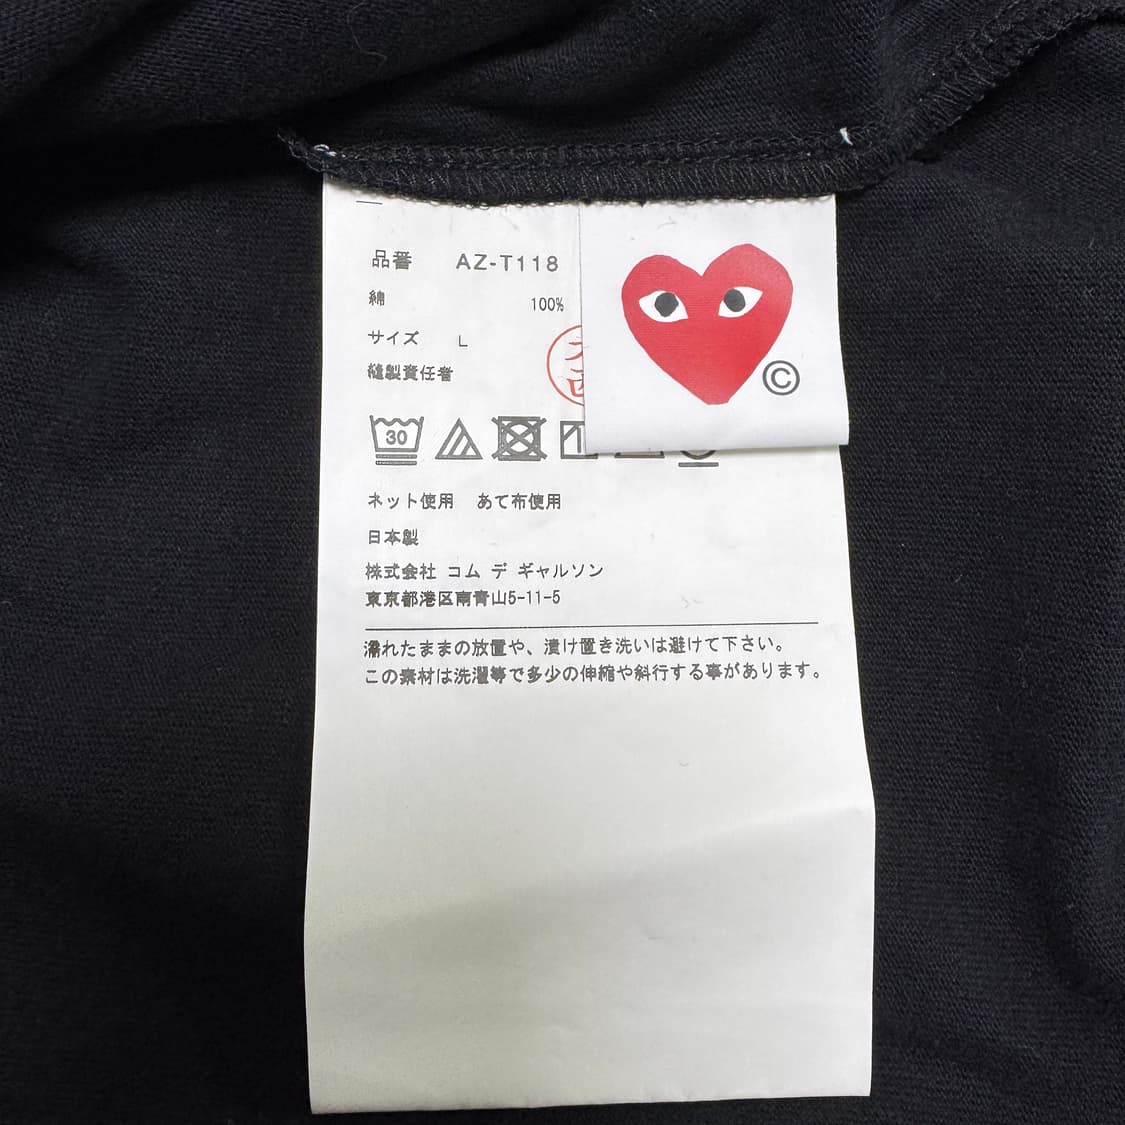 品番 AZ-T118
綿 100%
サイズ L
縫製責任者
©
30
ネット使用 あて布使用
日本製
株式会社 コム デ ギャルソン
東京都港区南青山5-11-5
濡れたままの放置や、漬け置き洗いは避けて下さい。
この素材は洗濯等で多少の伸縮や斜行する事があります。